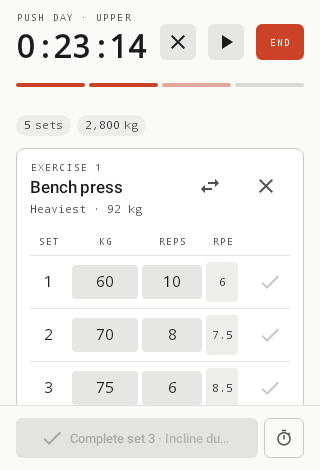 PUSH DAY · UPPER
0:23:14
END
5 sets 2,800 kg
EXERCISE 1
Bench press
Heaviest · 92 kg
SET KG REPS RPE
1 60 10 6
2 70 8 7.5
3 75 6 8.5
Complete set 3 · Incline du...